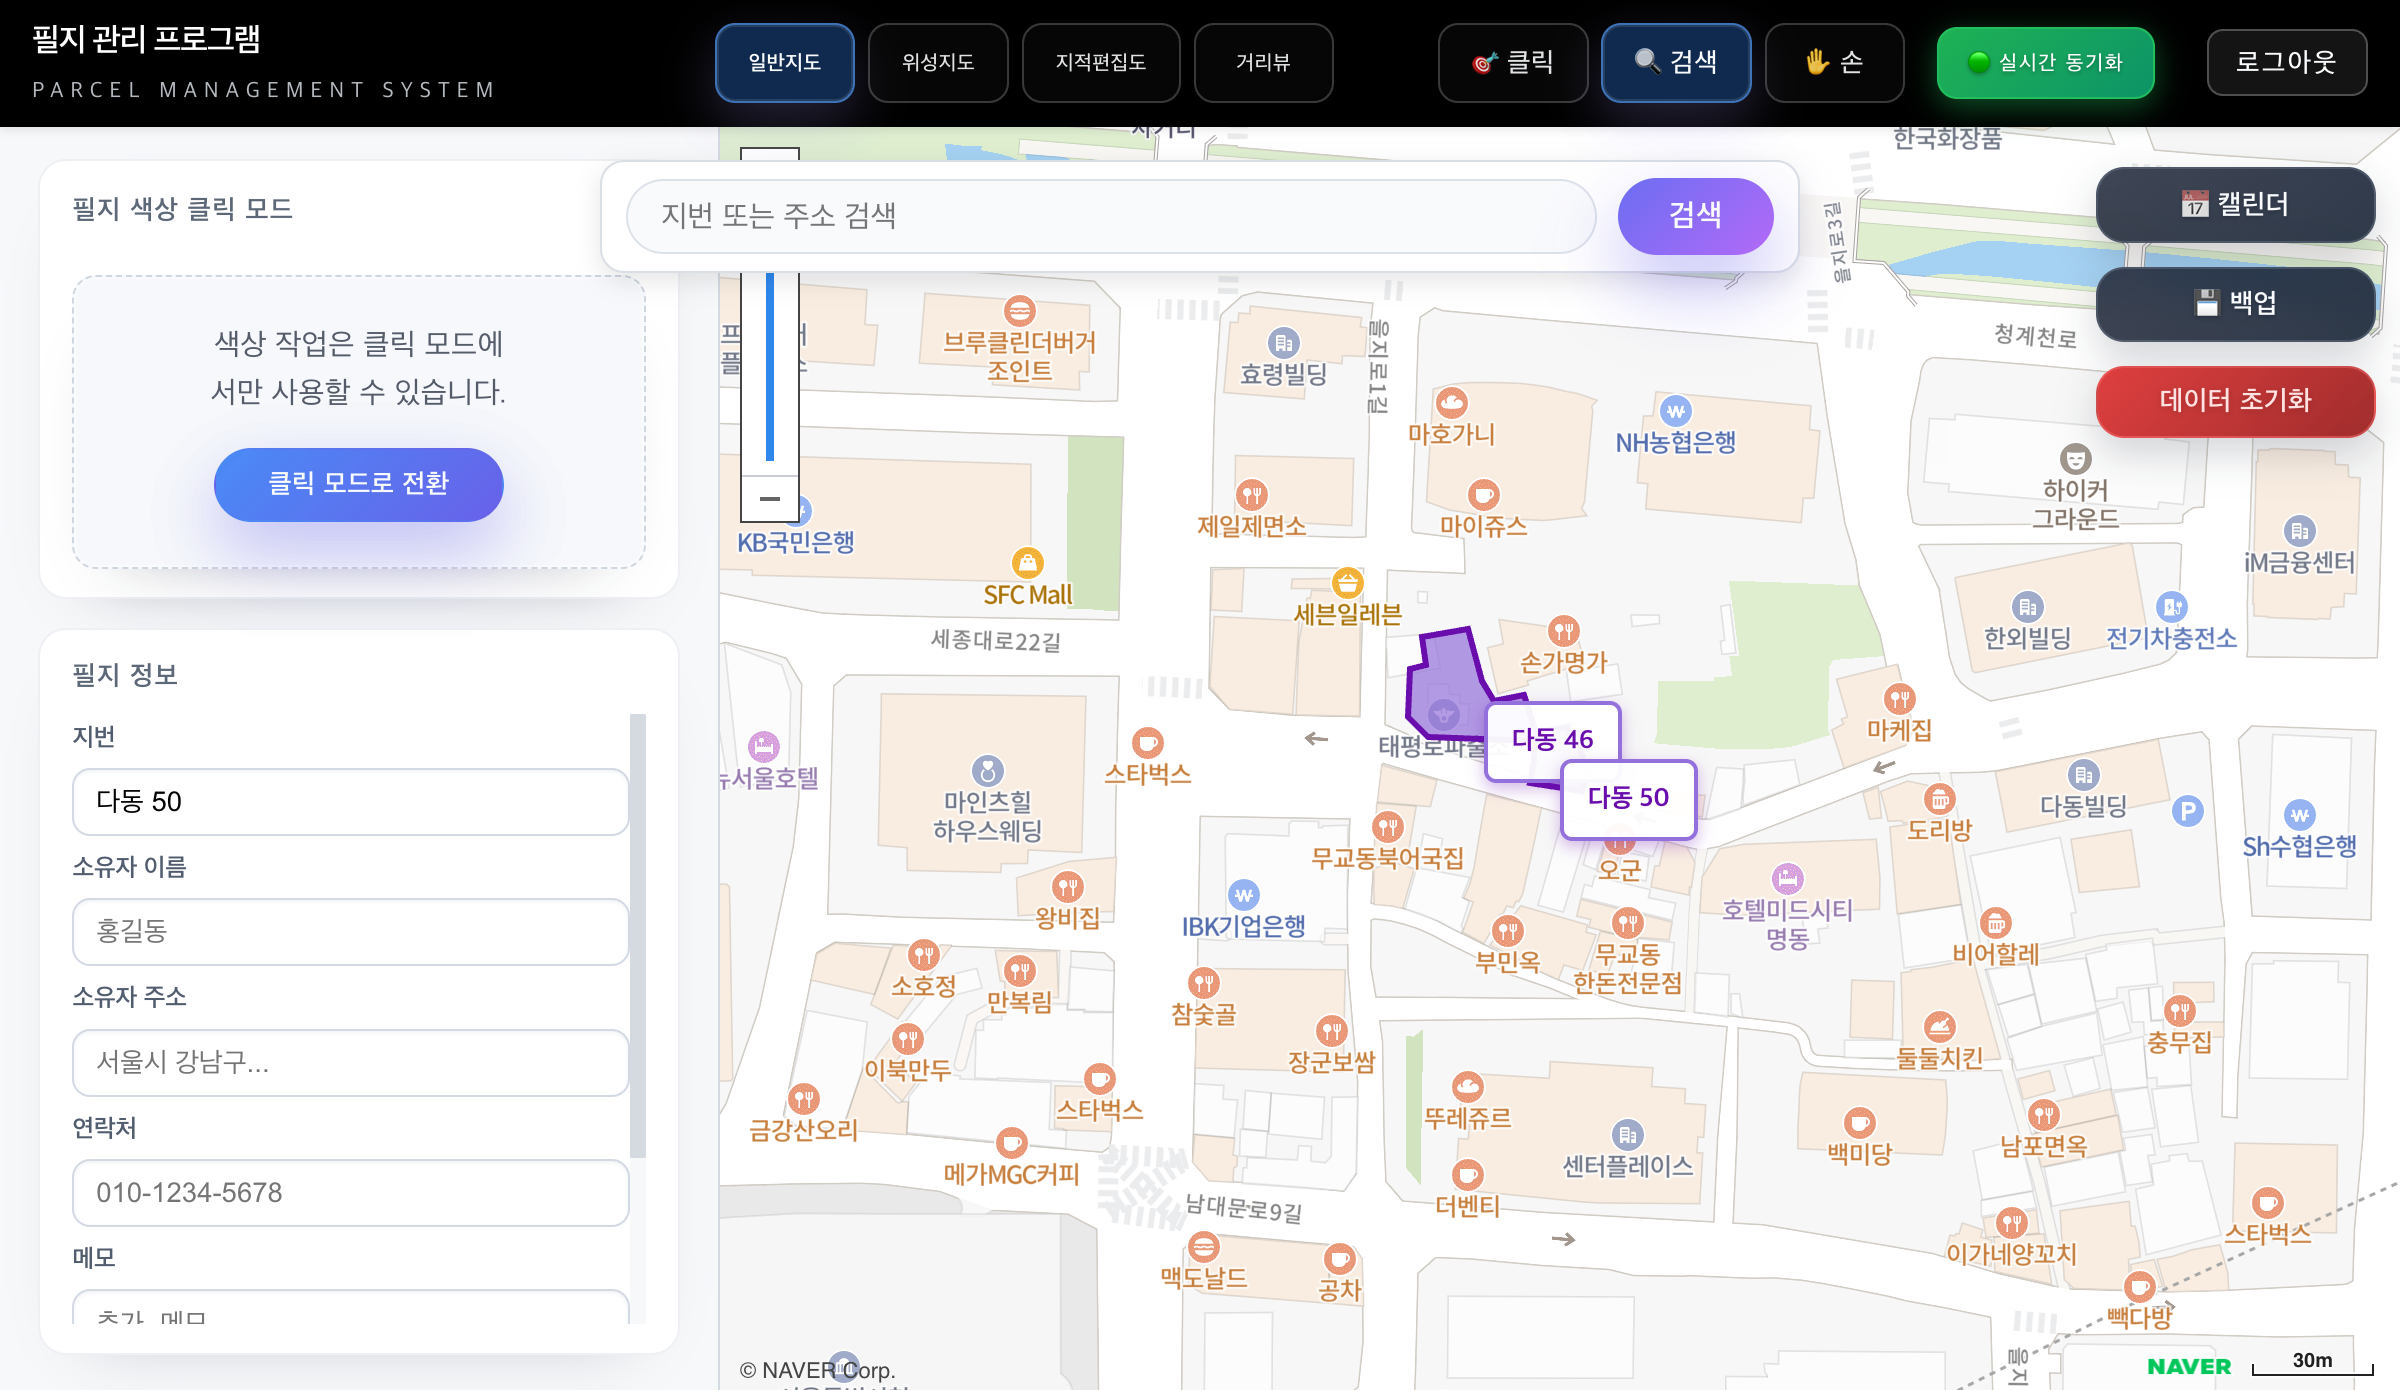 필지 관리 프로그램
PARCEL MANAGEMENT SYSTEM
일반지도
위성지도
지적편집도
거리뷰
클릭
검색
손
실시간 동기화
로그아웃
필지 색상 클릭 모드
색상 작업은 클릭 모드에
서만 사용할 수 있습니다.
클릭 모드로 전환
필지 정보
지번
다동 50
소유자 이름
홍길동
소유자 주소
서울시 강남구...
연락처
010-1234-5678
메모
추가 메모
지번 또는 주소 검색
검색
17 캘린더
백업
데이터 초기화
한국화장품
을지로3길
청계천로
브루클린더버거
조인트
효령빌딩
을지로1길
마호가니
NH농협은행
하이커
그라운드
제일제면소
마이쥬스
KB국민은행
SFC Mall
iM금융센터
세븐일레븐
세종대로22길
손가명가
한외빌딩
전기차충전소
마케집
태평로파출소
다동 46
다동 50
뉴서울호텔
스타벅스
마인츠힐
하우스웨딩
다동빌딩
P
도리방
Sh수협은행
무교동북어국집
오군
왕비집
IBK기업은행
호텔미드시티
명동
부민옥
무교동
한돈전문점
비어할레
소호정
만복림
참숯골
장군보쌈
둘둘치킨
충무집
이북만두
금강산오리
스타벅스
뚜레쥬르
센터플레이스
백미당
남포면옥
메가MGC커피
남대문로9길
더벤티
스타벅스
맥도날드
공차
이가네양꼬치
빽다방
을지
© NAVER Corp.
NAVER
30m